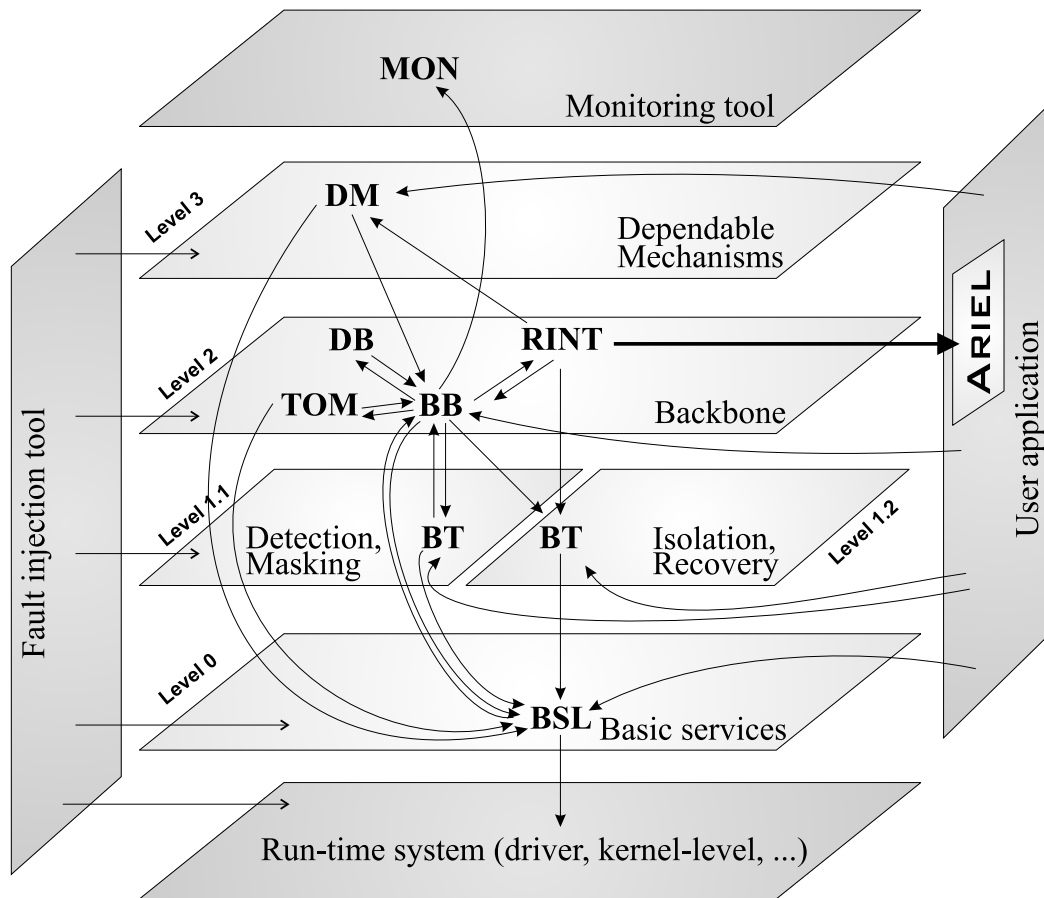 MON
Monitoring tool
Level 3
DM
Dependable
Mechanisms
Level 2
DB
RINT
TOM
BB
Backbone
ARIEL
User application
Fault injection tool
Level 1.1
Detection,
Masking
BT
BT
Isolation,
Recovery
Level 1.2
Level 0
BSL
Basic services
Run-time system (driver, kernel-level, ...)